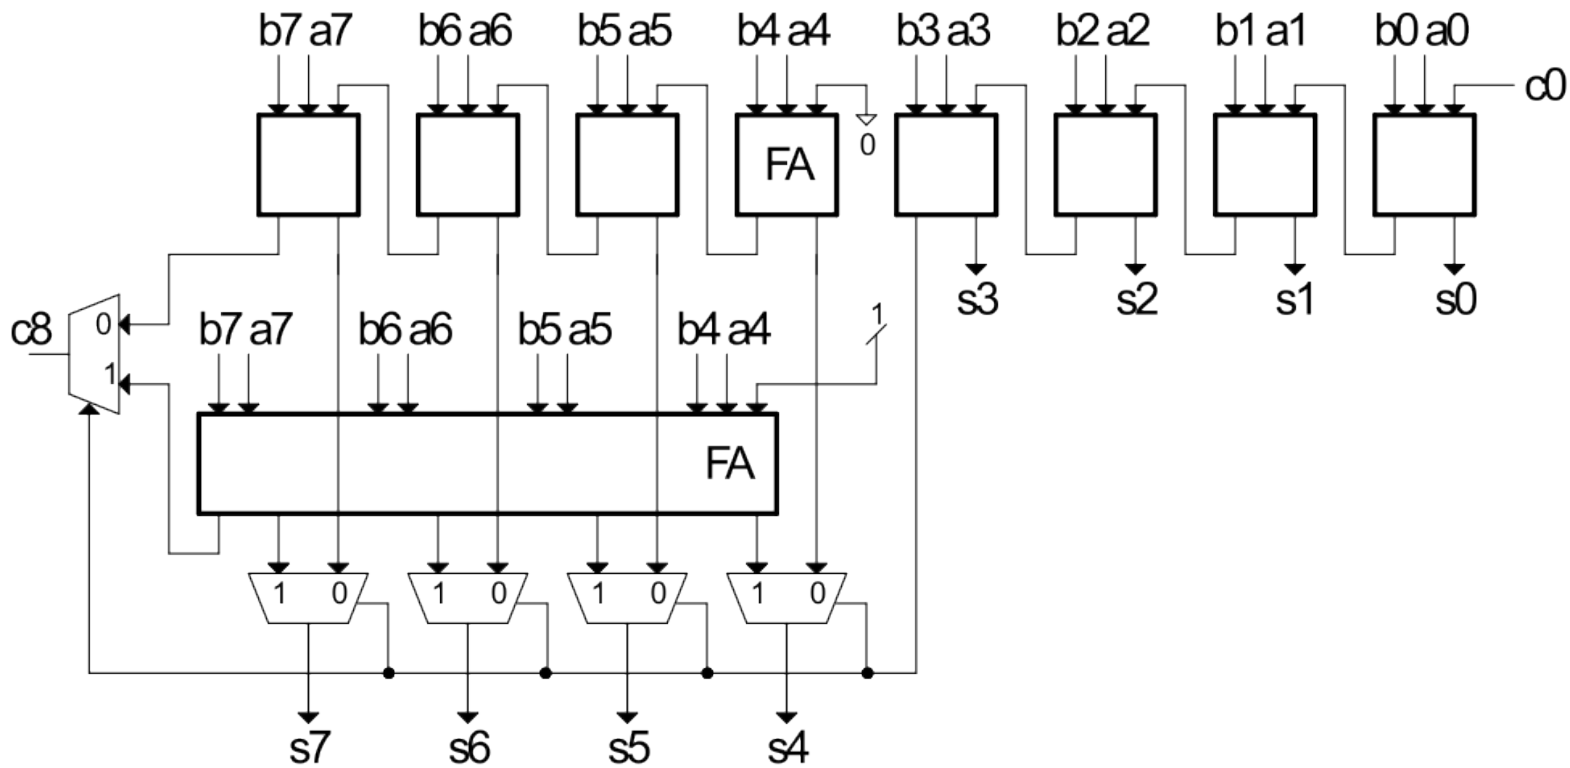 b7 a7 b6 a6 b5 a5 b4 a4 b3 a3 b2 a2 b1 a1 b0 a0
c0
FA 0
s3 s2 s1 s0
c8 0 b7 a7 b6 a6 b5 a5 b4 a4 1
1
FA
1 0 1 0 1 0 1 0
s7 s6 s5 s4